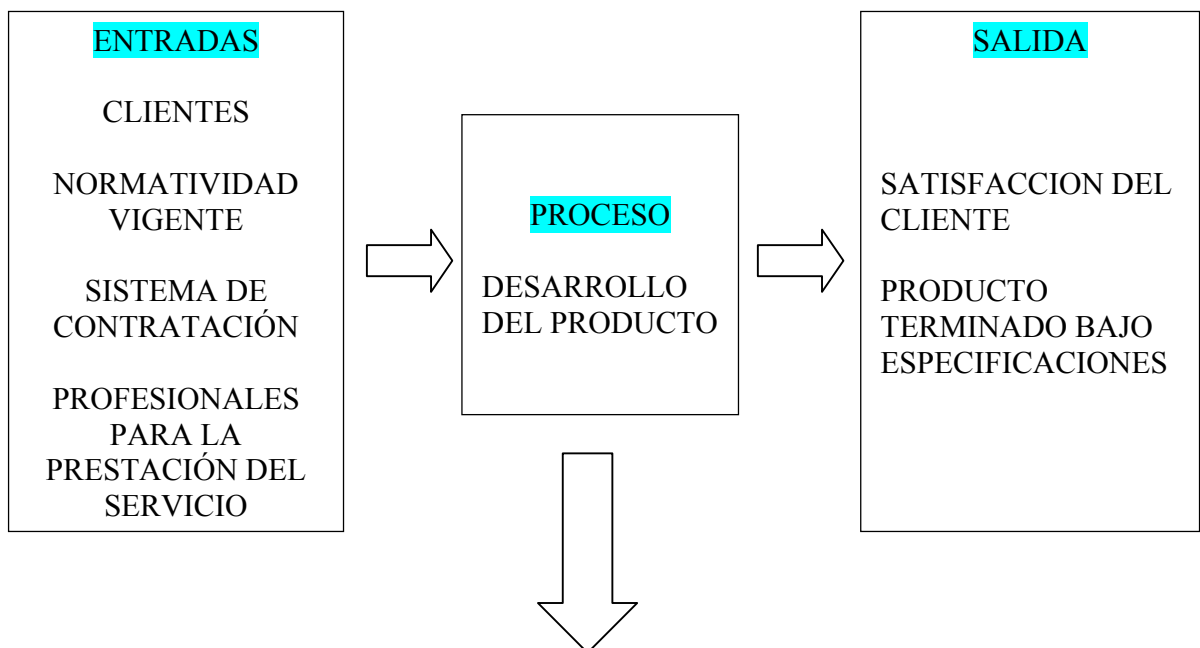 ENTRADAS
CLIENTES
NORMATIVIDAD
VIGENTE
SISTEMA DE
CONTRATACIÓN
PROFESIONALES
PARA LA
PRESTACIÓN DEL
SERVICIO
PROCESO
DESARROLLO
DEL PRODUCTO
SALIDA
SATISFACCION DEL
CLIENTE
PRODUCTO
TERMINADO BAJO
ESPECIFICACIONES